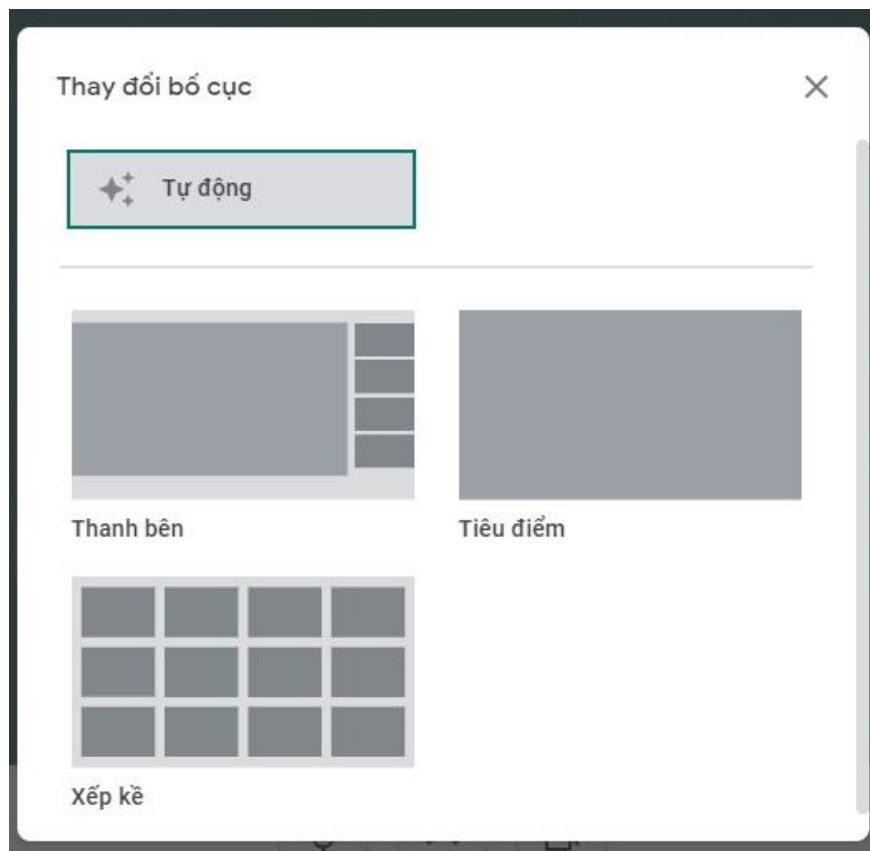 Thay đổi bố cục
Tự động
Thanh bên
Tiêu điểm
Xếp kề